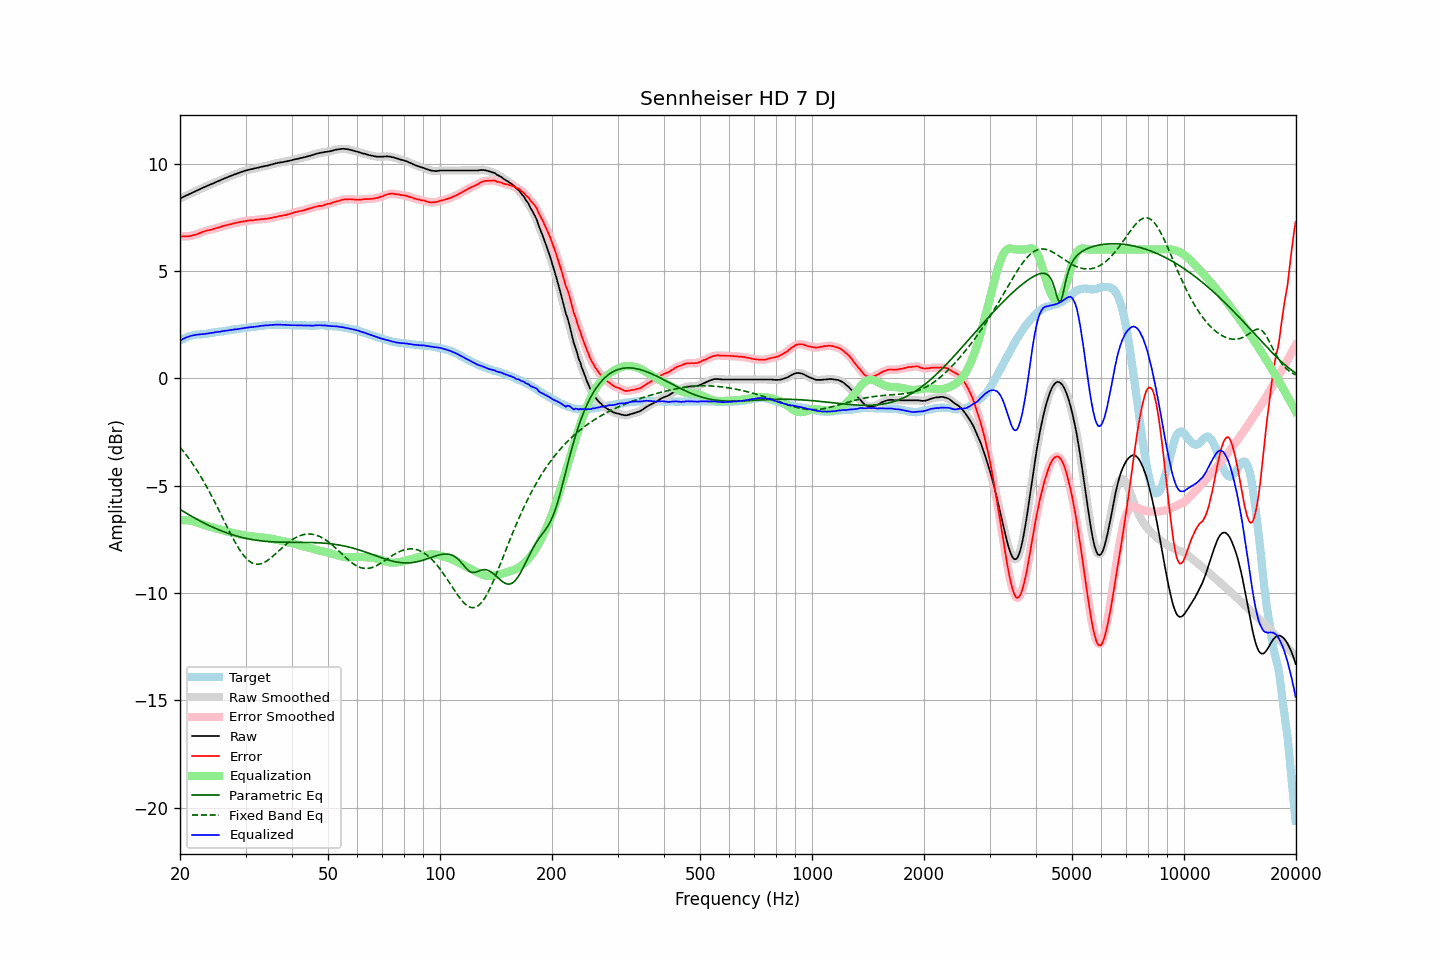 Sennheiser HD 7 DJ
Amplitude (dBr)
10
5
0
−5
−10
−15
−20
Target
Raw Smoothed
Error Smoothed
Raw
Error
Equalization
Parametric Eq
Fixed Band Eq
Equalized
20 50 100 200 500 1000 2000 5000 10000 20000
Frequency (Hz)